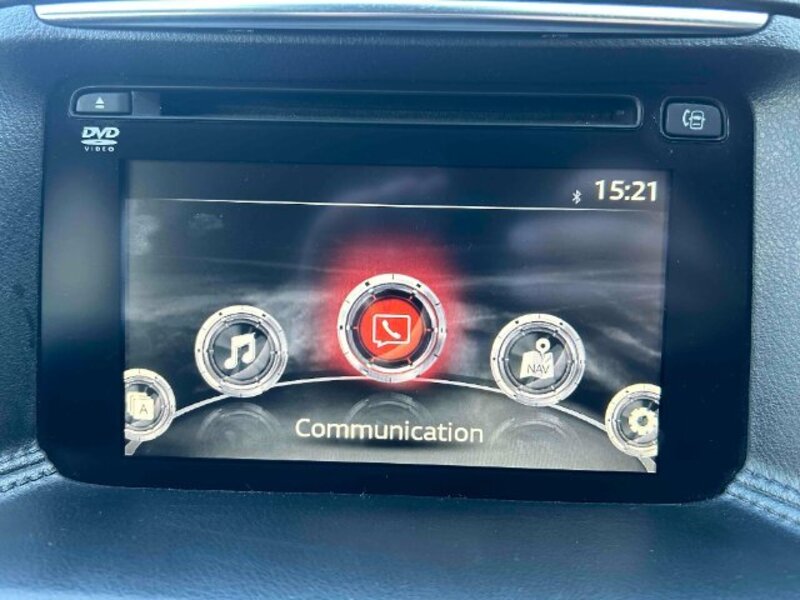 DVD
VIDEO
15:21
NAV
A
Communication